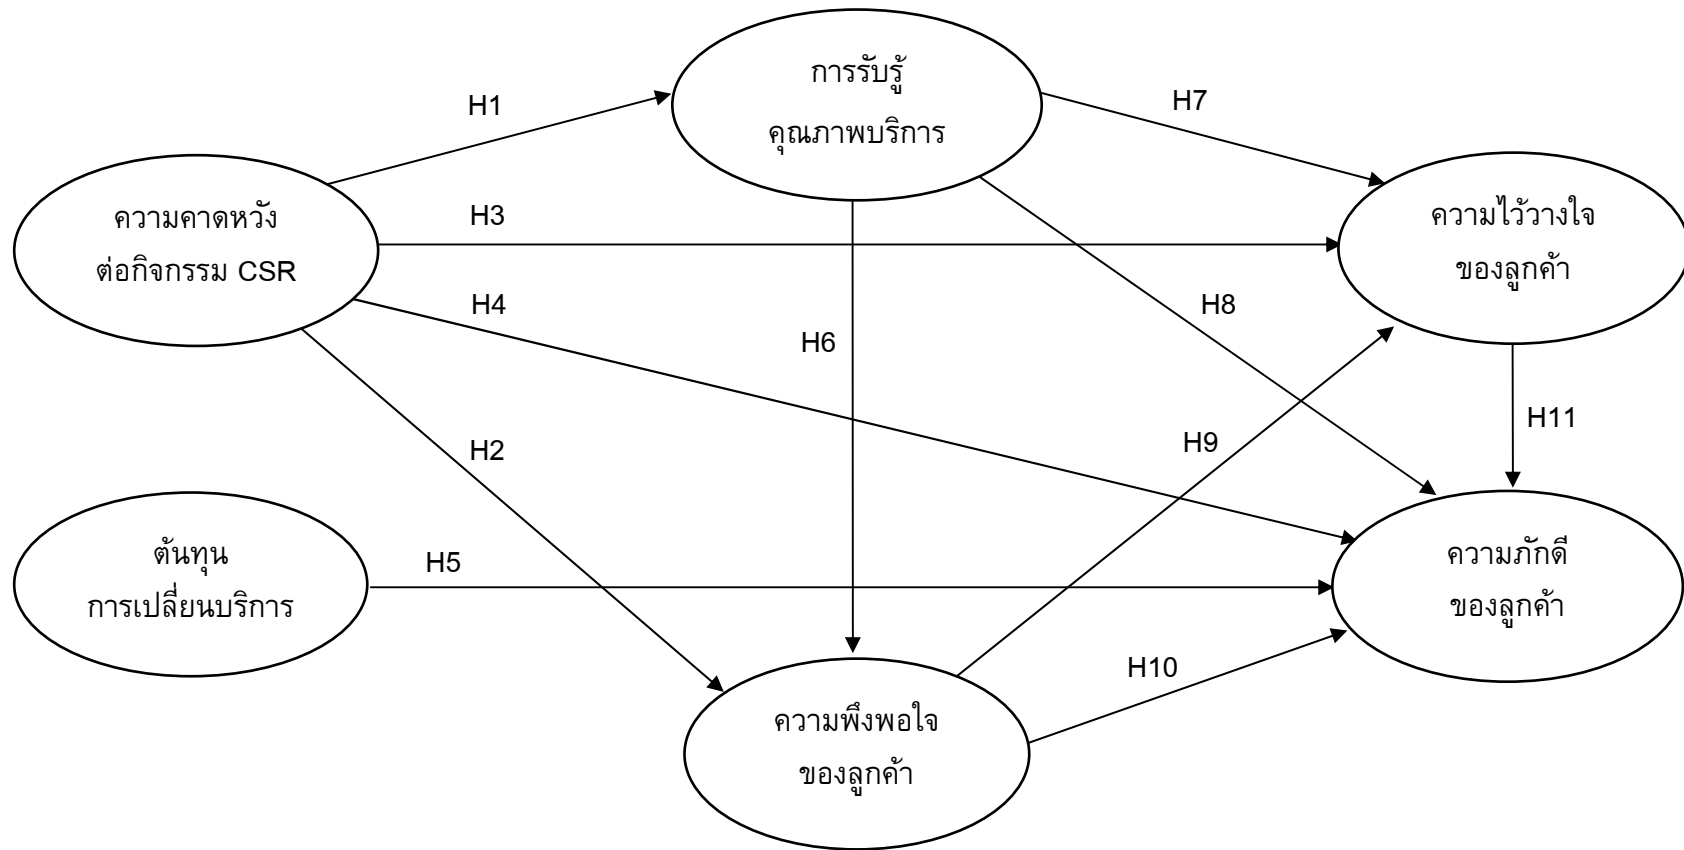 การรับรู้
คุณภาพบริการ
H1
H7
ความคาดหวัง
ต่อกิจกรรม CSR
H3
ความไว้วางใจ
ของลูกค้า
H4
H8
H6
H2
H9
H11
ต้นทุน
การเปลี่ยนบริการ
H5
ความภักดี
ของลูกค้า
H10
ความพึงพอใจ
ของลูกค้า